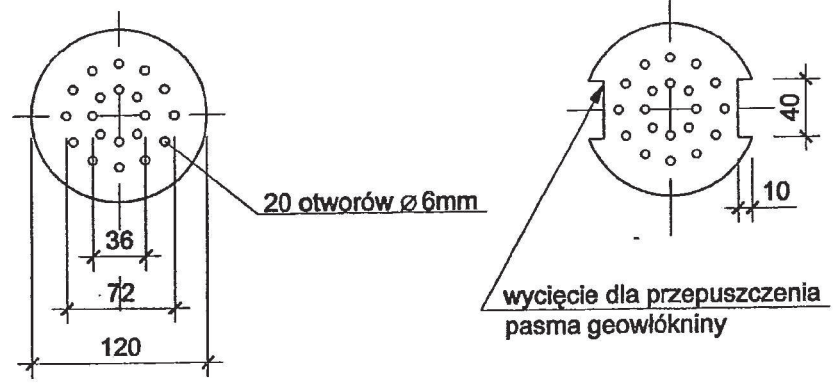 20 otworów ⌀ 6mm
36
72
120
40
10
wycięcie dla przepuszczenia
pasma geowłókniny